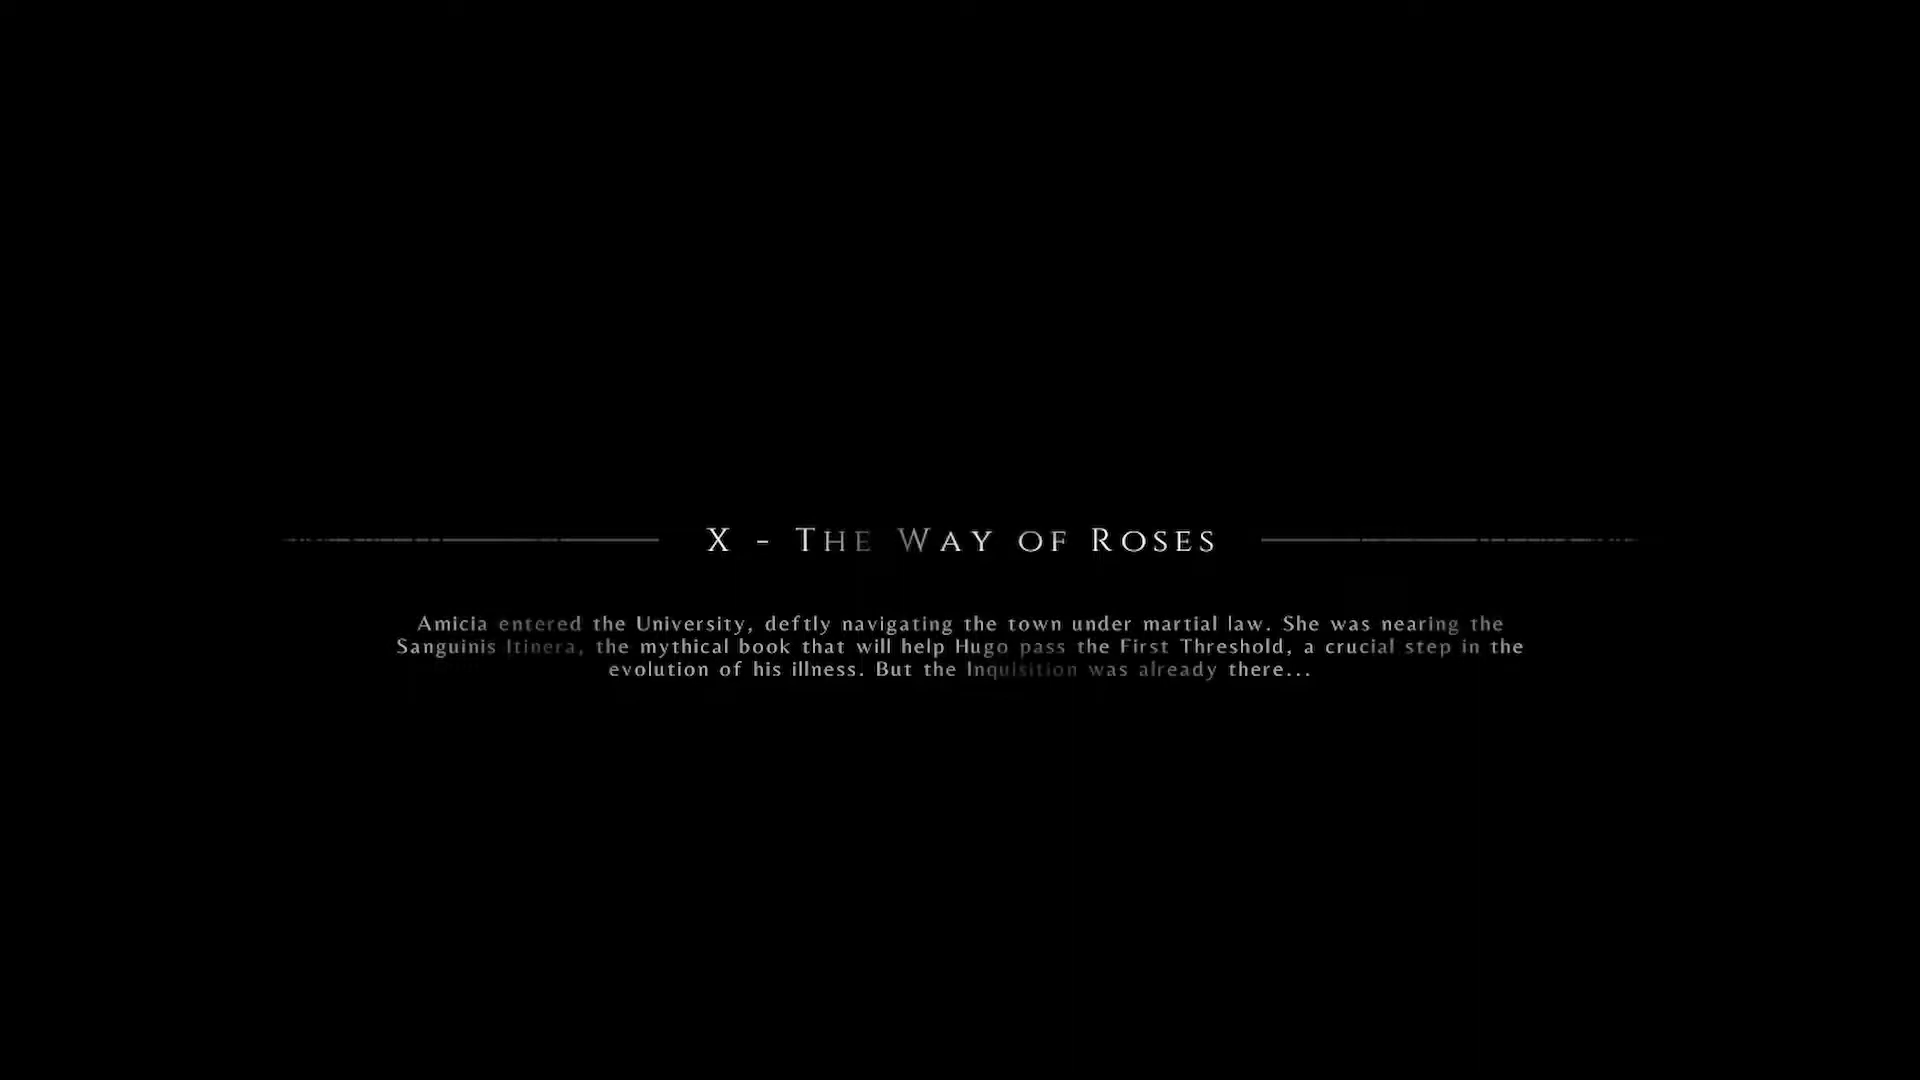 X - The Way of Roses
Amicia entered the University, deftly navigating the town under martial law. She was nearing the
Sanguinis Itinera, the mythical book that will help Hugo pass the First Threshold, a crucial step in the
evolution of his illness. But the Inquisition was already there...